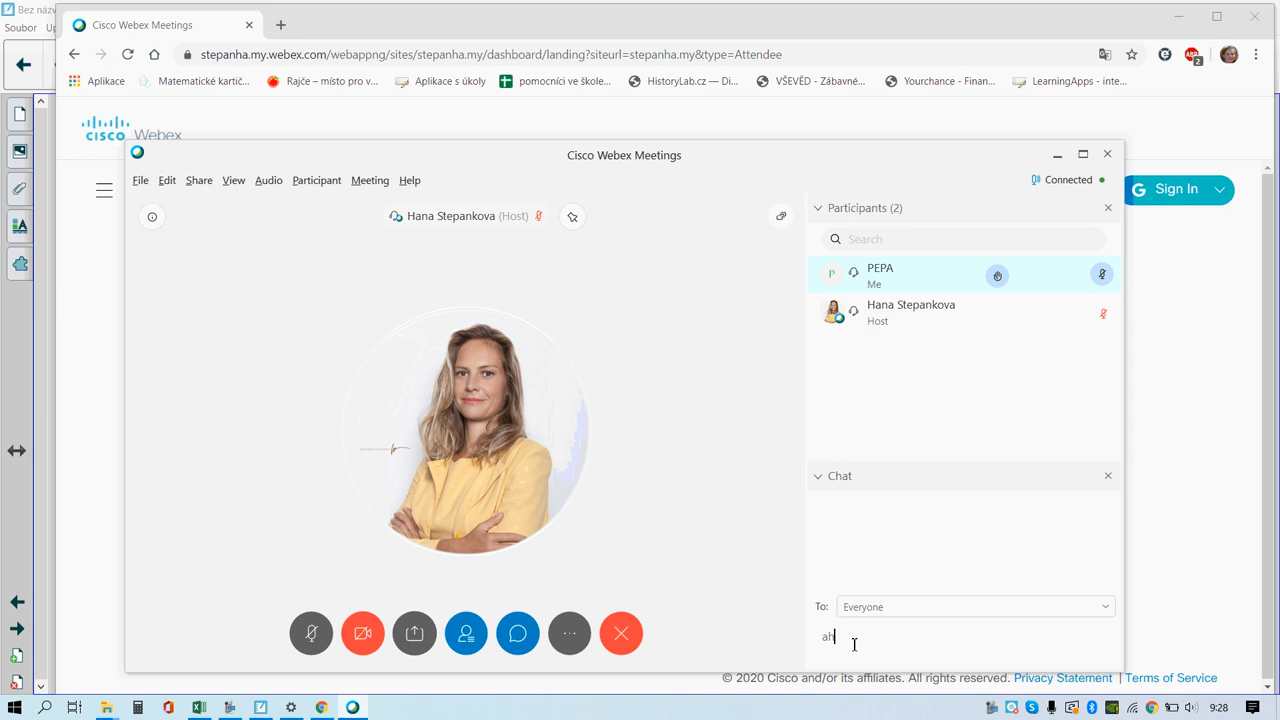 Bez názv
Soubor
Cisco Webex Meetings
stepanha.my.webex.com/webappng/sites/stepanha.my/dashboard/landing?siteurl=stepanha.my&type=Attendee
ABP
2
Aplikace
Matematické kartič...
Rajče – místo pro v...
Aplikace s úkoly
pomocníci ve škole...
HistoryLab.cz — Di...
VŠEVĚD - Zábavné...
Yourchance - Finan...
LearningApps - inte...
CISCO Webex
G Sign In
Cisco Webex Meetings
File Edit Share View Audio Participant Meeting Help
Connected
Hana Stepankova (Host)
Participants (2)
Search
P
PEPA
Me
Hana Stepankova
Host
Chat
To: Everyone
ah
© 2020 Cisco and/or its affiliates. All rights reserved. Privacy Statement | Terms of Service
9:28